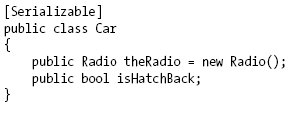 [Serializable]
public class Car
{
    public Radio theRadio = new Radio();
    public bool isHatchBack;
}